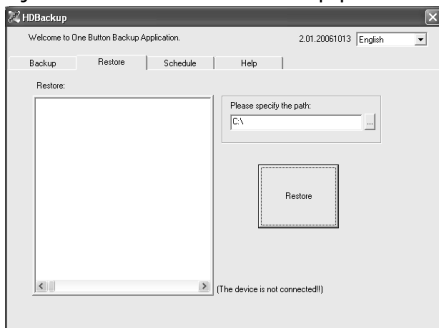 HDBackup
Welcome to One Button Backup Application.
2.01.20061013 English
Backup Restore Schedule Help
Restore:
Please specify the path:
C:\
...
Restore
(The device is not connected!!)